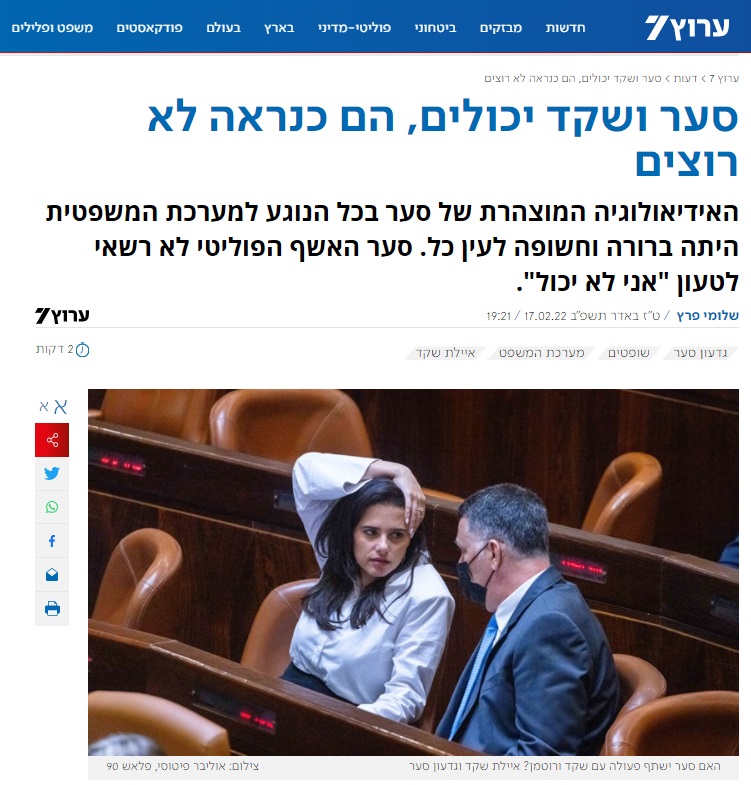 ערוץ 7
חדשות מבזקים ביטחוני פוליטי-מדיני בארץ בעולם פודקאסטים משפט ופלילים
ערוץ 7 > דעות > סער ושקד יכולים, הם כנראה לא רוצים
סער ושקד יכולים, הם כנראה לא
רוצים
האידיאולוגיה המוצהרת של סער בכל הנוגע למערכת המשפטית
היתה ברורה וחשופה לעין כל. סער האשף הפוליטי לא רשאי
לטעון "אני לא יכול".
שלומי פרץ / ט"ז באדר תשפ"ב 17.02.22 / 19:21
ערוץ 7
2 דקות
גדעון סער שופטים מערכת המשפט איילת שקד
א א
האם סער ישתף פעולה עם שקד ורוטמן? איילת שקד וגדעון סער
צילום: אוליבר פיטוסי, פלאש 90